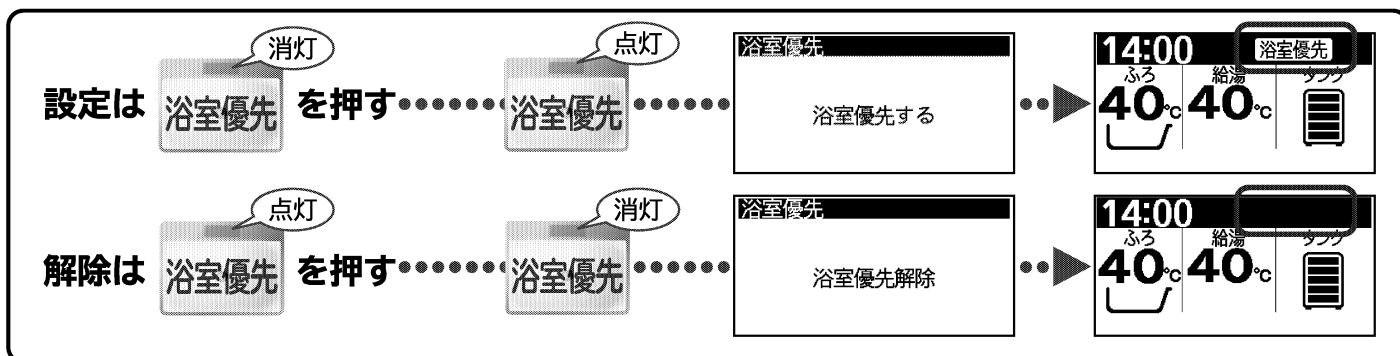 消灯
設定は 浴室優先 を押す
点灯
浴室優先
浴室優先
浴室優先する
14:00 浴室優先
ふろ 給湯 タンク
40℃ 40℃
点灯
解除は 浴室優先 を押す
消灯
浴室優先
浴室優先
浴室優先解除
14:00
ふろ 給湯 タンク
40℃ 40℃